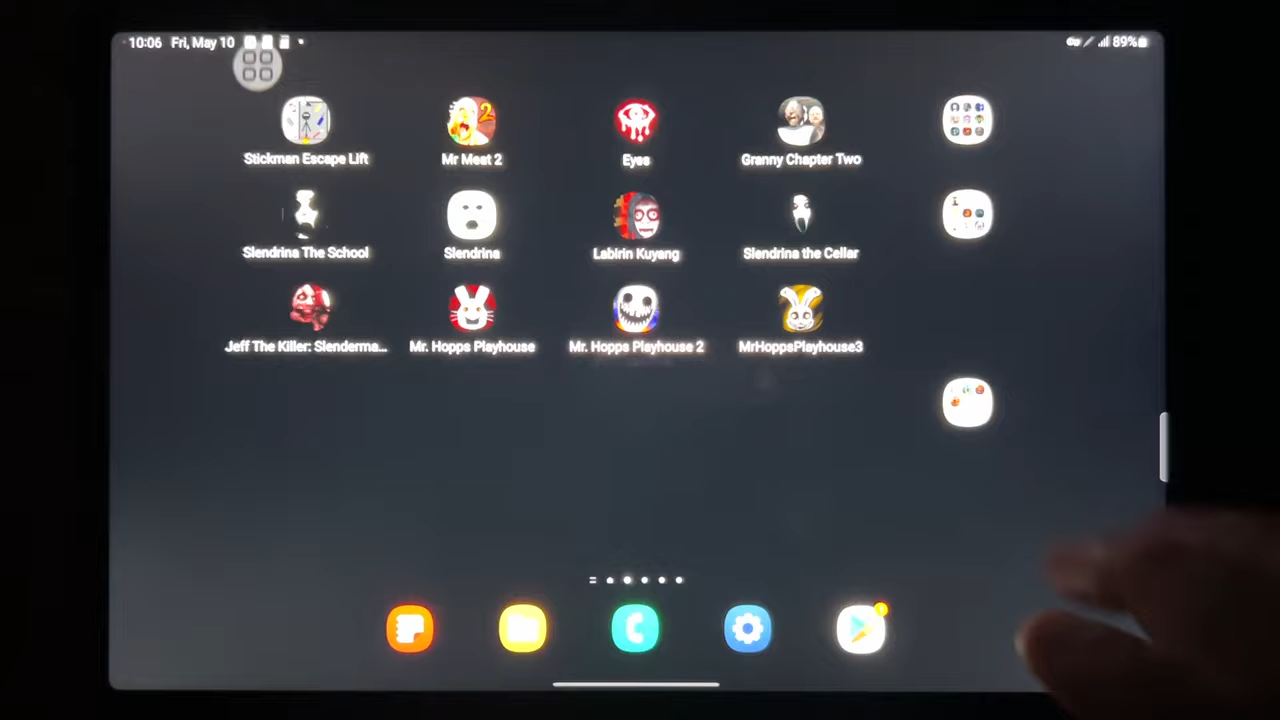 10:06 Fri, May 10
89%
Stickman Escape Lift
Mr Meat 2
Eyes
Granny Chapter Two
Slendrina The School
Slendrina
Labirin Kuyang
Slendrina the Cellar
Jeff The Killer: Slenderma...
Mr. Hopps Playhouse
Mr. Hopps Playhouse 2
MrHoppsPlayhouse3